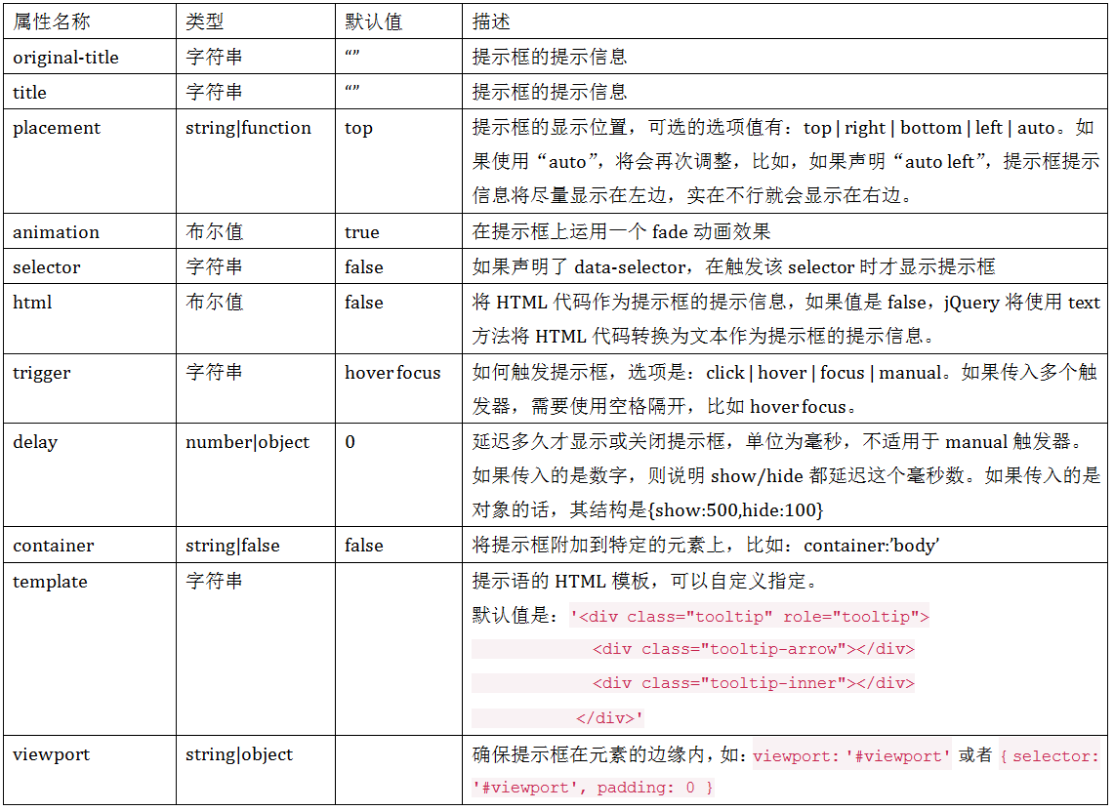 属性名称 类型 默认值 描述
original-title 字符串 “” 提示框的提示信息
title 字符串 “” 提示框的提示信息
placement string|function top 提示框的显示位置，可选的选项值有：top | right | bottom | left | auto。如
果使用“auto”，将会再次调整，比如，如果声明“auto left”，提示框提示
信息将尽量显示在左边，实在不行就会显示在右边。
animation 布尔值 true 在提示框上运用一个 fade 动画效果
selector 字符串 false 如果声明了 data-selector，在触发该 selector 时才显示提示框
html 布尔值 false 将 HTML 代码作为提示框的提示信息，如果值是 false，jQuery 将使用 text
方法将 HTML 代码转换为文本作为提示框的提示信息。
trigger 字符串 hover focus 如何触发提示框，选项是：click | hover | focus | manual。如果传入多个触
发器，需要使用空格隔开，比如 hover focus。
delay number|object 0 延迟多久才显示或关闭提示框，单位为毫秒，不适用于 manual 触发器。
如果传入的是数字，则说明 show/hide 都延迟这个毫秒数。如果传入的是
对象的话，其结构是{show:500,hide:100}
container string|false false 将提示框附加到特定的元素上，比如：container:’body’
template 字符串 提示语的 HTML 模板，可以自定义指定。
默认值是：'<div class="tooltip" role="tooltip">
<div class="tooltip-arrow"></div>
<div class="tooltip-inner"></div>
</div>'
viewport string|object 确保提示框在元素的边缘内，如：viewport: '#viewport' 或者 { selector:
'#viewport', padding: 0 }